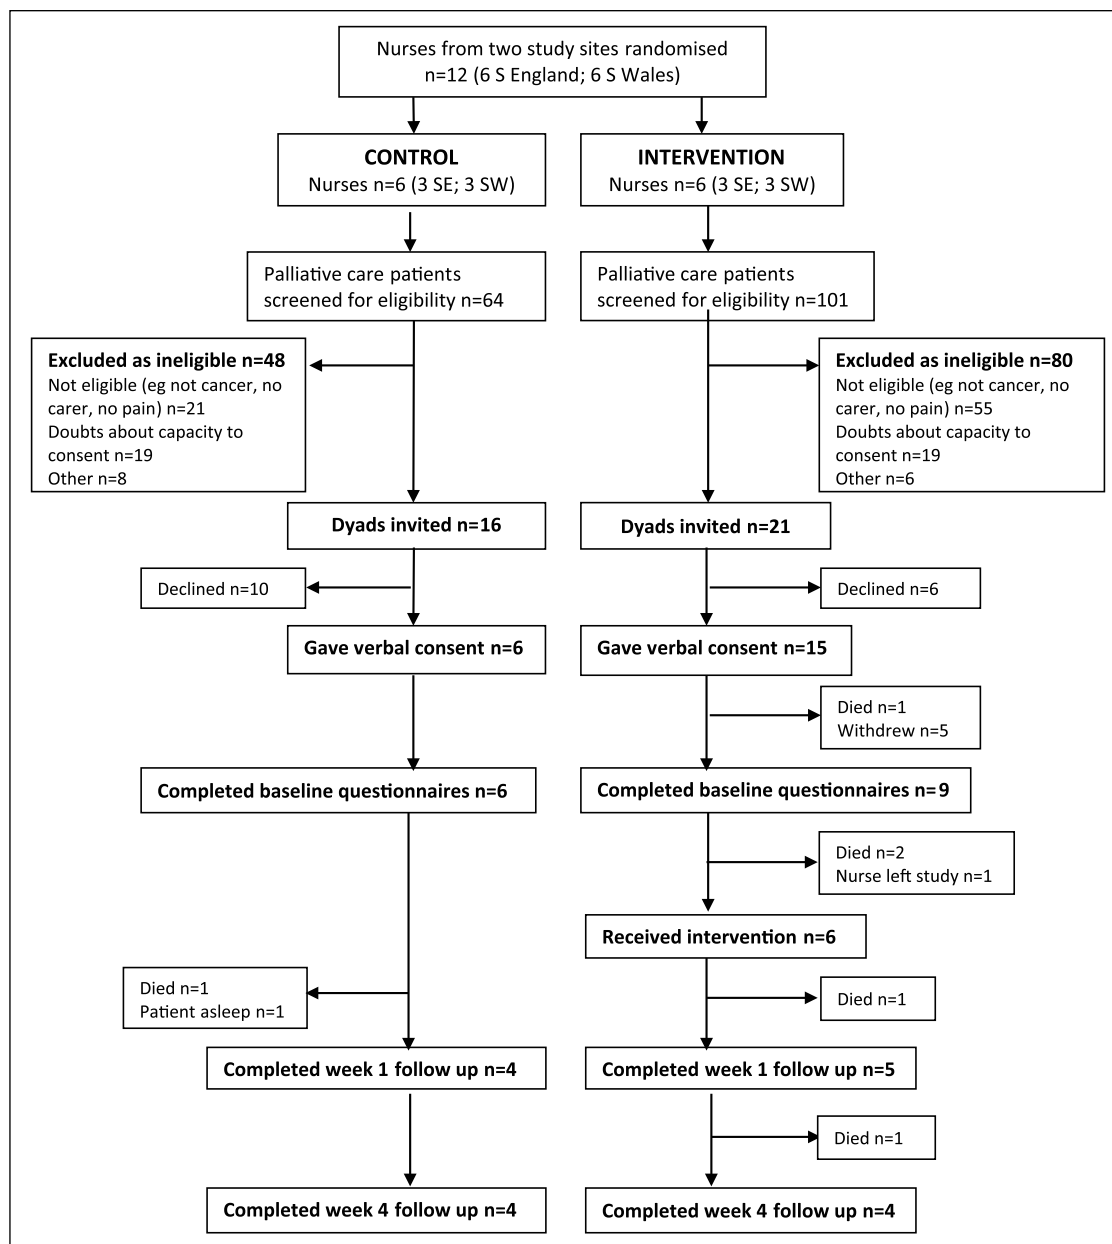 Nurses from two study sites randomised
n=12 (6 S England; 6 S Wales)
CONTROL
Nurses n=6 (3 SE; 3 SW)
INTERVENTION
Nurses n=6 (3 SE; 3 SW)
Palliative care patients
screened for eligibility n=64
Palliative care patients
screened for eligibility n=101
Excluded as ineligible n=48
Not eligible (eg not cancer, no
carer, no pain) n=21
Doubts about capacity to
consent n=19
Other n=8
Excluded as ineligible n=80
Not eligible (eg not cancer, no
carer, no pain) n=55
Doubts about capacity to
consent n=19
Other n=6
Dyads invited n=16
Dyads invited n=21
Declined n=10
Declined n=6
Gave verbal consent n=6
Gave verbal consent n=15
Died n=1
Withdrew n=5
Completed baseline questionnaires n=6
Completed baseline questionnaires n=9
Died n=2
Nurse left study n=1
Received intervention n=6
Died n=1
Patient asleep n=1
Died n=1
Completed week 1 follow up n=4
Completed week 1 follow up n=5
Died n=1
Completed week 4 follow up n=4
Completed week 4 follow up n=4